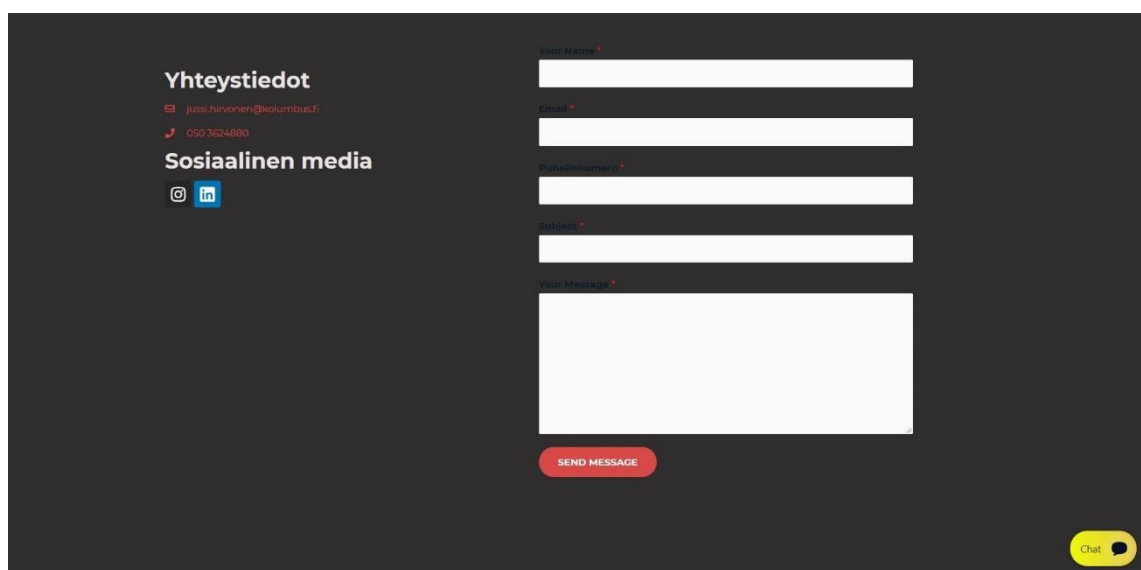 Yhteystiedot
jussi.hirvonen@kolumbus.fi
050 3624880
Sosiaalinen media
in
Your Name *
Email *
Puhelinnumero *
Subject *
Your Message *
SEND MESSAGE
Chat